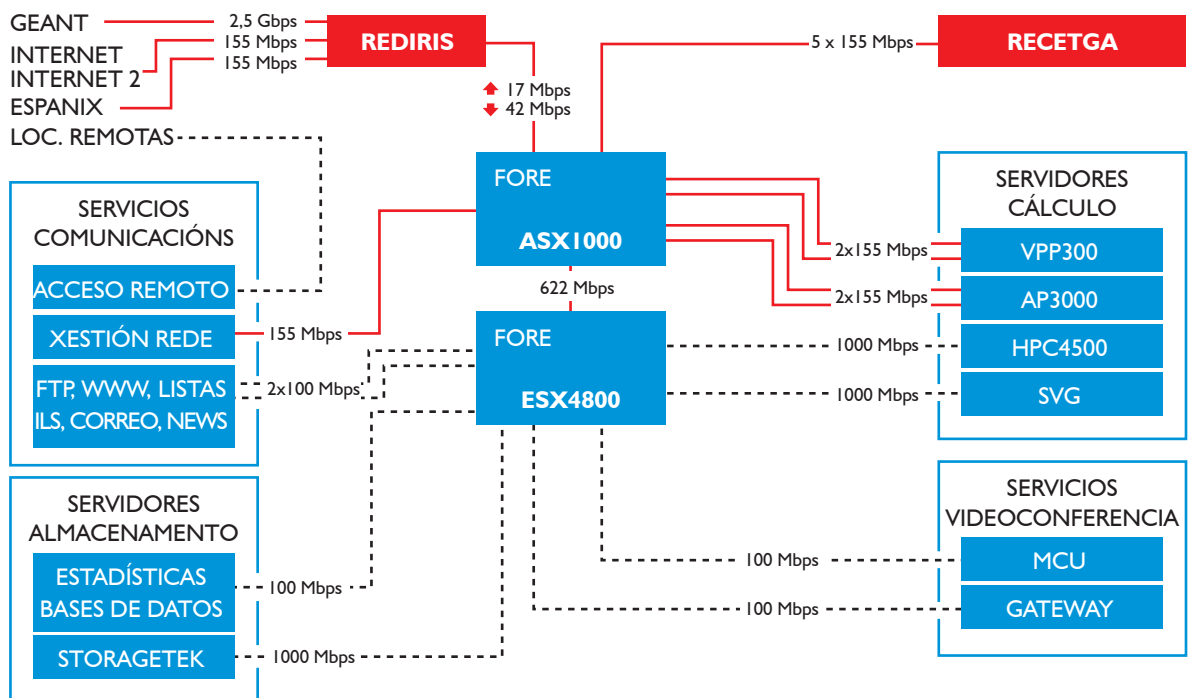 GEANT
2,5 Gbps
INTERNET
155 Mbps
INTERNET 2
155 Mbps
ESPANIX
LOC. REMOTAS
REDIRIS
17 Mbps
42 Mbps
5 x 155 Mbps
RECETGA
FORE
ASX1000
622 Mbps
FORE
ESX4800
SERVICIOS
COMUNICACIÓNS
ACCESO REMOTO
XESTIÓN REDE
155 Mbps
FTP, WWW, LISTAS
ILS, CORREO, NEWS
2x100 Mbps
SERVIDORES
ALMACENAMENTO
ESTADÍSTICAS
BASES DE DATOS
100 Mbps
STORAGETEK
1000 Mbps
SERVIDORES
CÁLCULO
2x155 Mbps
VPP300
2x155 Mbps
AP3000
1000 Mbps
HPC4500
1000 Mbps
SVG
SERVICIOS
VIDEOCONFERENCIA
100 Mbps
MCU
100 Mbps
GATEWAY